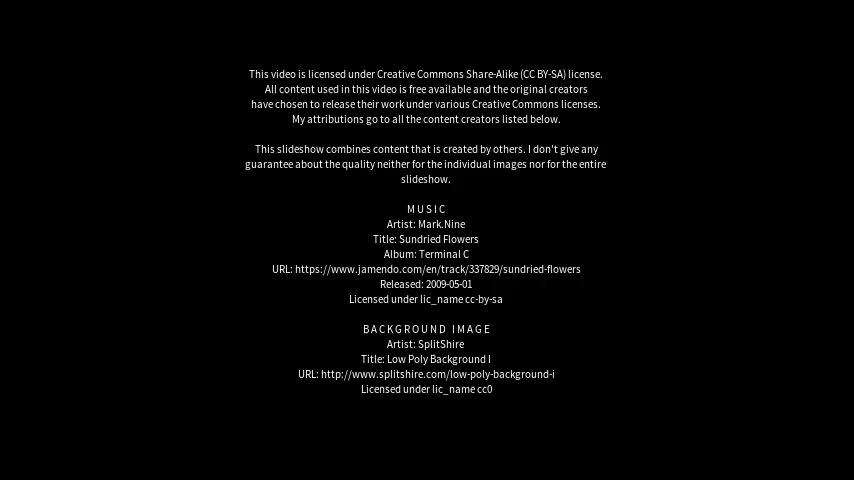 This video is licensed under Creative Commons Share-Alike (CC BY-SA) license.
All content used in this video is free available and the original creators
have chosen to release their work under various Creative Commons licenses.
My attributions go to all the content creators listed below.
This slideshow combines content that is created by others. I don't give any
guarantee about the quality neither for the individual images nor for the entire
slideshow.
MUSIC
Artist: Mark.Nine
Title: Sundried Flowers
Album: Terminal C
URL: https://www.jamendo.com/en/track/337829/sundried-flowers
Released: 2009-05-01
Licensed under lic_name cc-by-sa
BACKGROUND IMAGE
Artist: SplitShire
Title: Low Poly Background I
URL: http://www.splitshire.com/low-poly-background-i
Licensed under lic_name cc0